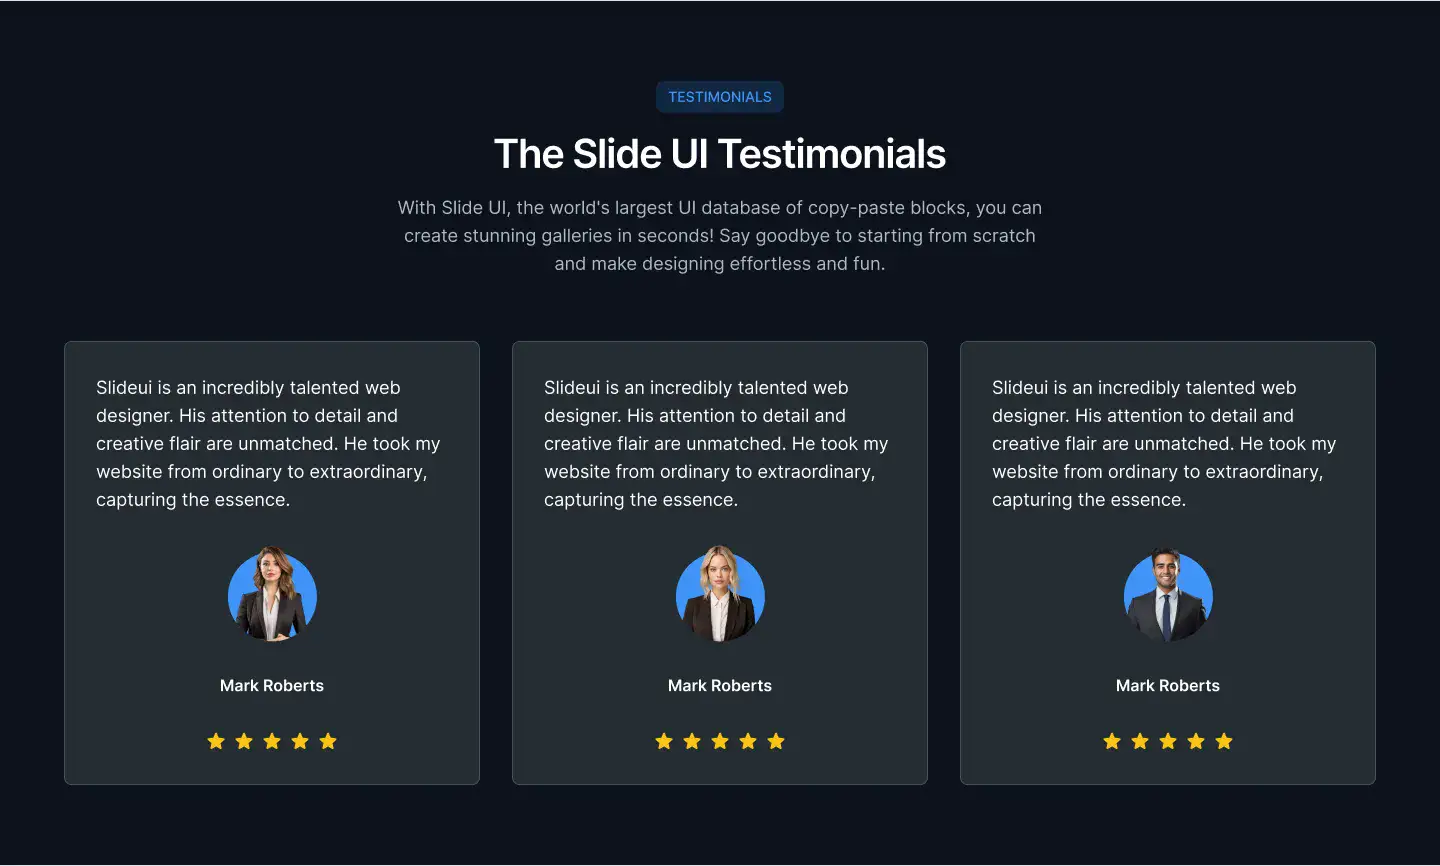 TESTIMONIALS
The Slide UI Testimonials
With Slide UI, the world's largest UI database of copy-paste blocks, you can
create stunning galleries in seconds! Say goodbye to starting from scratch
and make designing effortless and fun.
Slideui is an incredibly talented web
designer. His attention to detail and
creative flair are unmatched. He took my
website from ordinary to extraordinary,
capturing the essence.
Mark Roberts
Slideui is an incredibly talented web
designer. His attention to detail and
creative flair are unmatched. He took my
website from ordinary to extraordinary,
capturing the essence.
Mark Roberts
Slideui is an incredibly talented web
designer. His attention to detail and
creative flair are unmatched. He took my
website from ordinary to extraordinary,
capturing the essence.
Mark Roberts